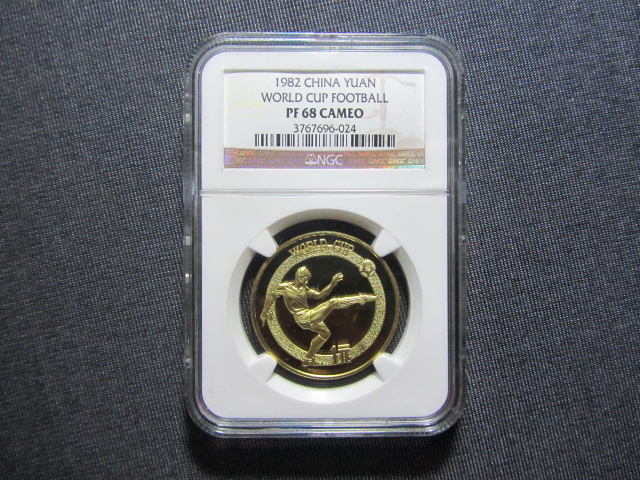 1982 CHINA YUAN
WORLD CUP FOOTBALL
PF 68 CAMEO
3767696-024
NGC
WORLD CUP